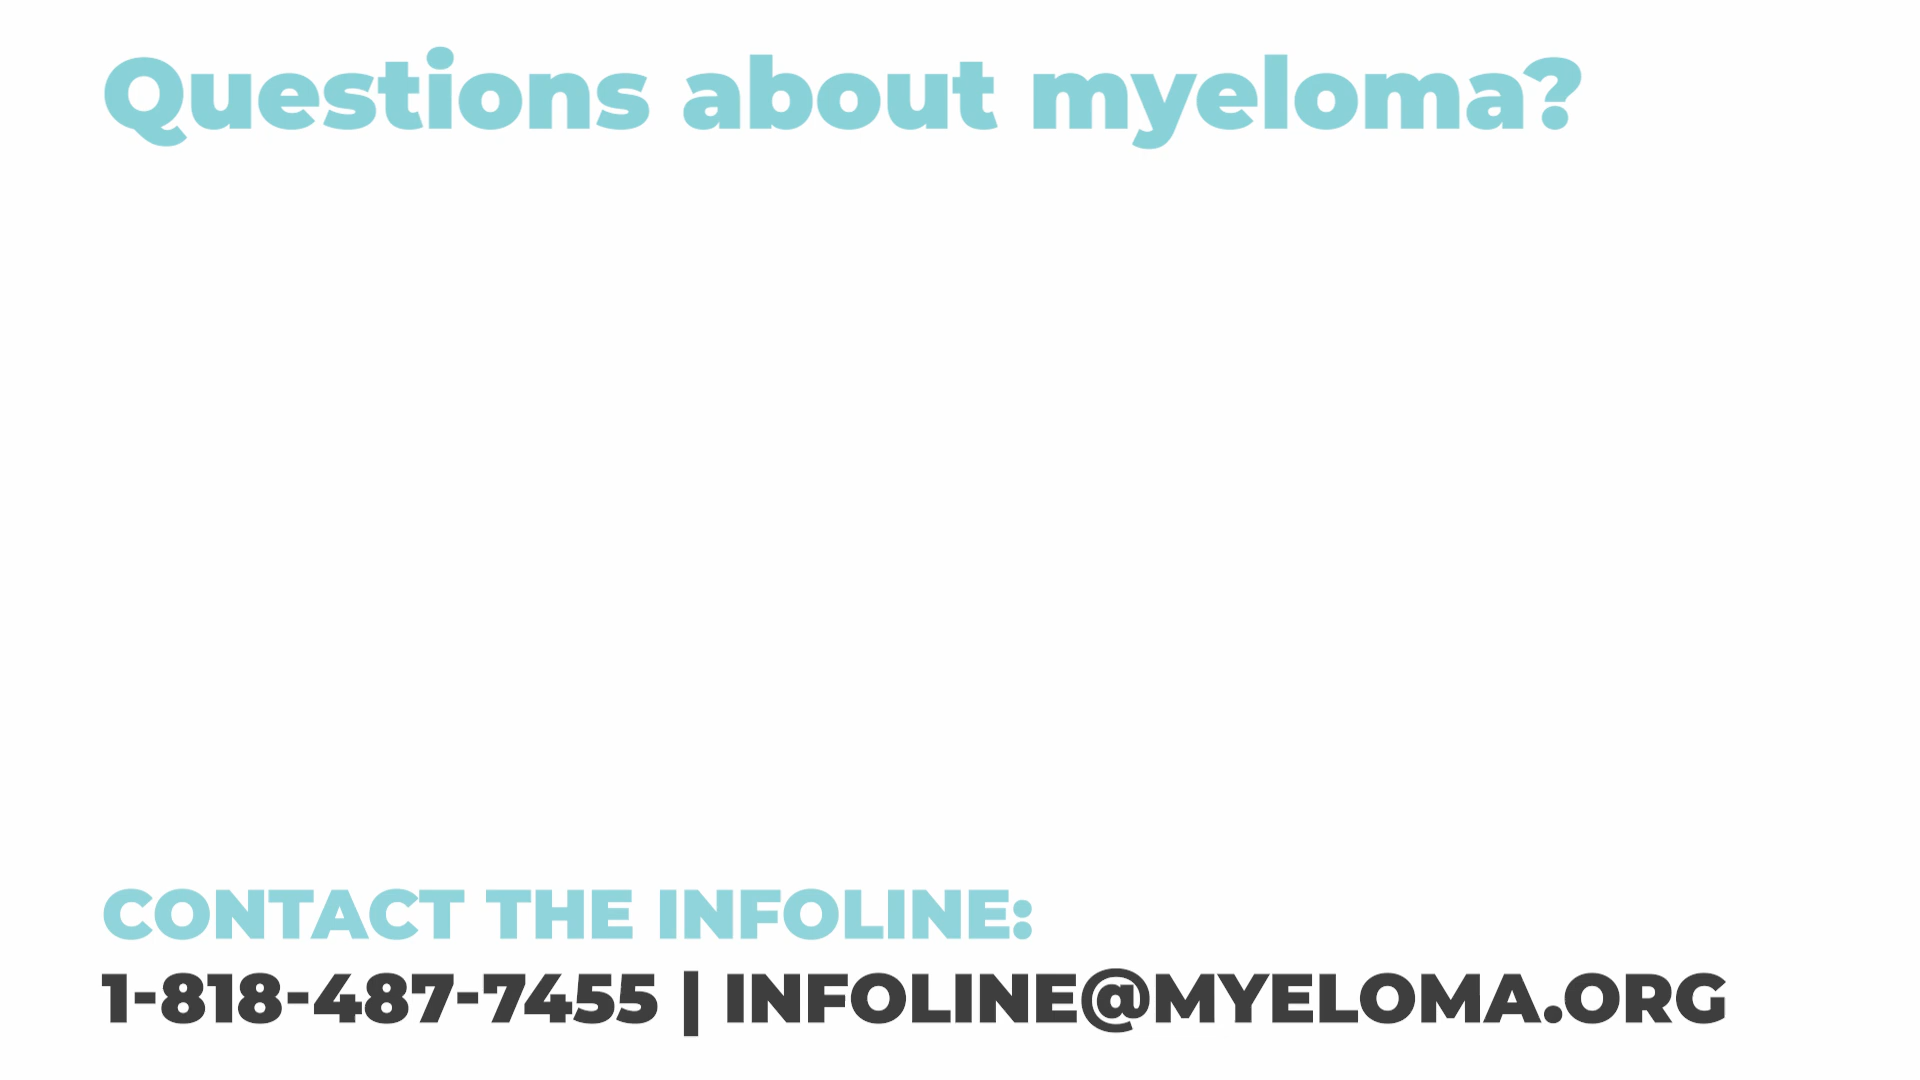 Questions about myeloma?
CONTACT THE INFOLINE:
1-818-487-7455 | INFOLINE@MYELOMA.ORG